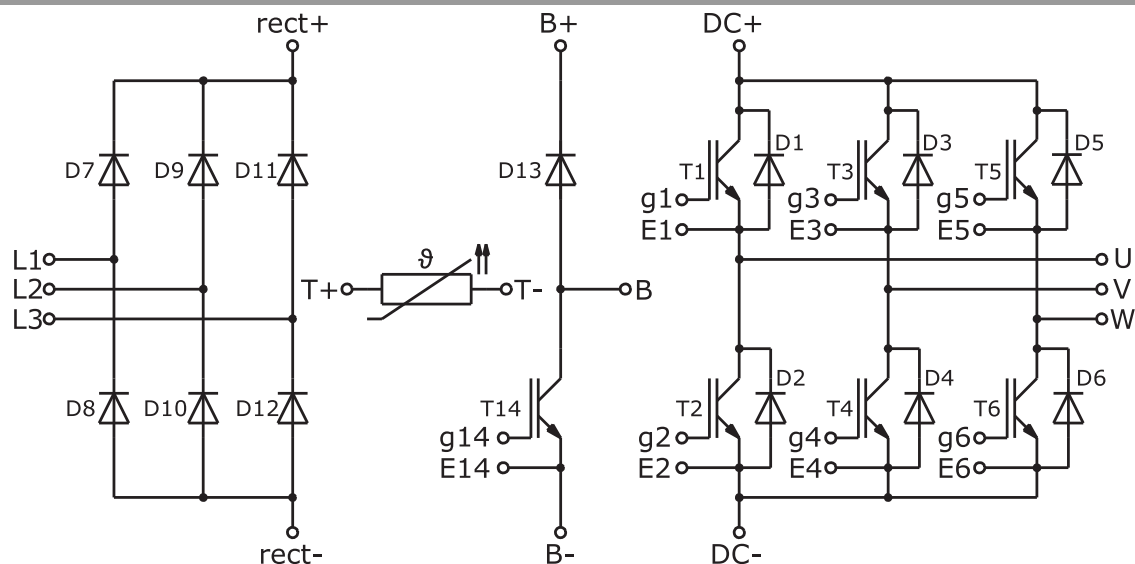 rect+ B+ DC+
D7 D9 D11 D13 T1 D1 T3 D3 T5 D5
g1 g3 g5
E1 E3 E5
L1 ϑ U
L2 T+ T- B V
L3 W
D8 D10 D12 T14 T2 D2 T4 D4 T6 D6
g14 g2 g4 g6
E14 E2 E4 E6
rect- B- DC-